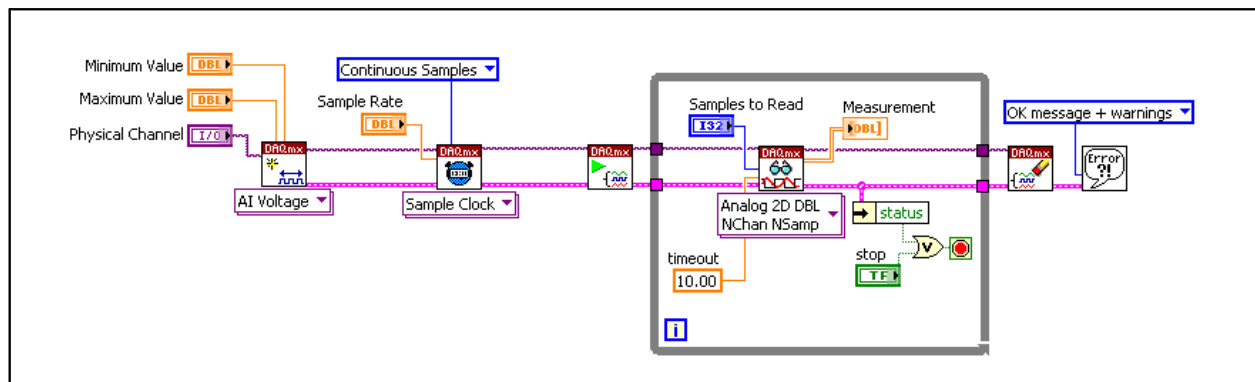 Minimum Value
DBL
Maximum Value
DBL
Physical Channel
I/O
Continuous Samples
Sample Rate
DBL
DAQmx
AI Voltage
DAQmx
Sample Clock
DAQmx
Samples to Read
I32
Measurement
DBL
DAQmx
Analog 2D DBL
NChan NSamp
timeout
10.00
status
stop
TF
V
i
OK message + warnings
DAQmx
Error
?!